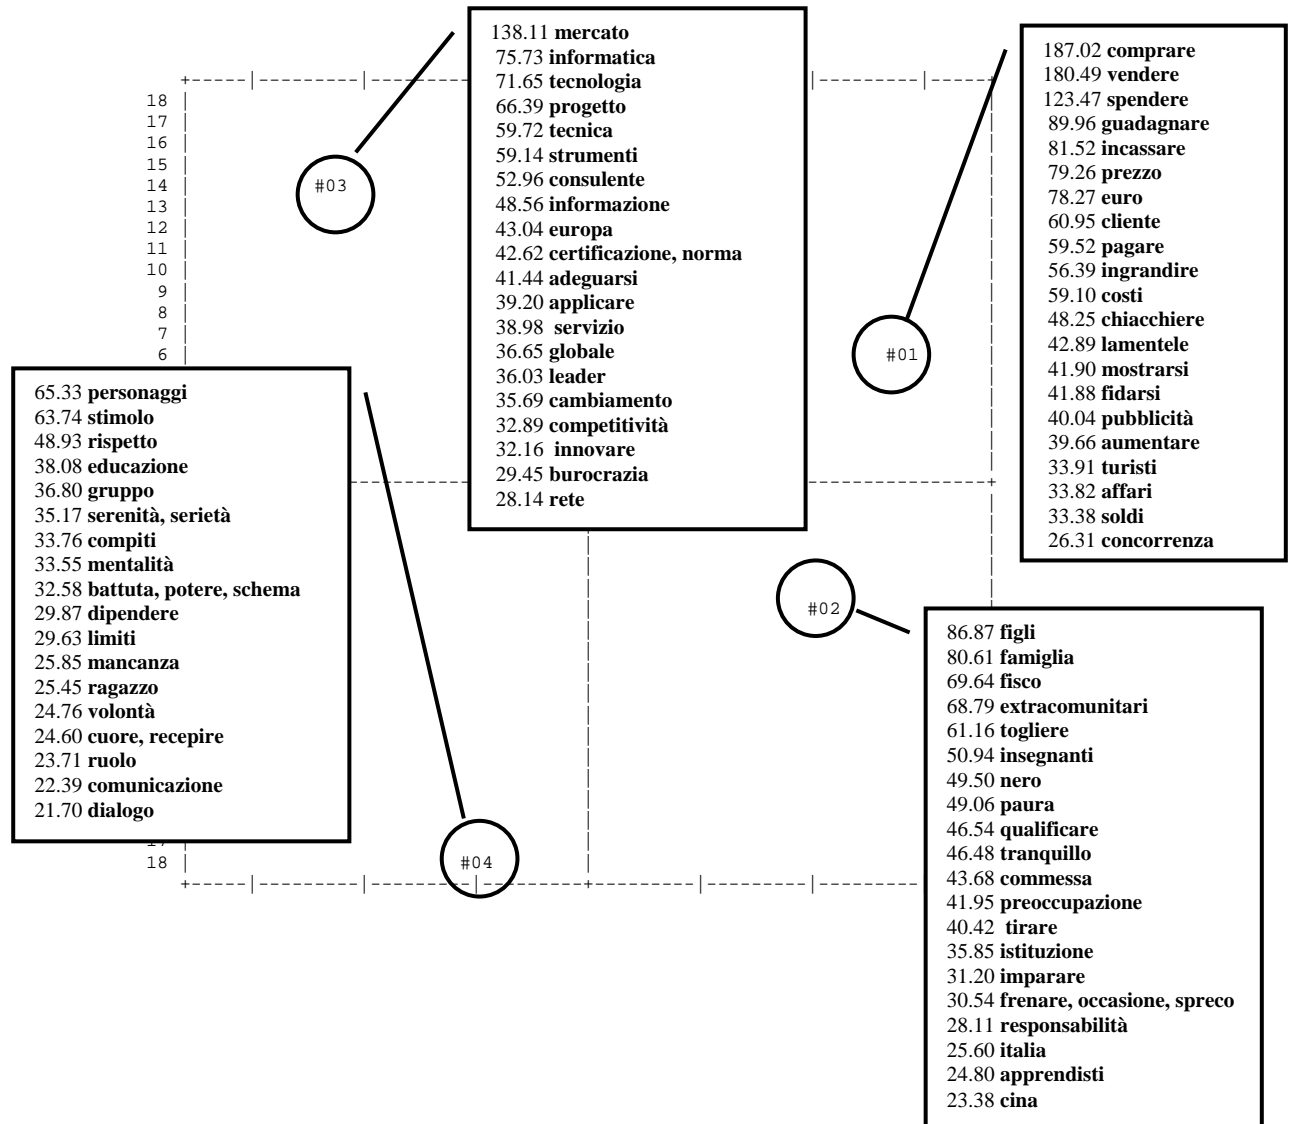 138.11 mercato
75.73 informatica
71.65 tecnologia
66.39 progetto
59.72 tecnica
59.14 strumenti
52.96 consulente
48.56 informazione
43.04 europa
42.62 certificazione, norma
41.44 adeguarsi
39.20 applicare
38.98 servizio
36.65 globale
36.03 leader
35.69 cambiamento
32.89 competitività
32.16 innovare
29.45 burocrazia
28.14 rete
187.02 comprare
180.49 vendere
123.47 spendere
89.96 guadagnare
81.52 incassare
79.26 prezzo
78.27 euro
60.95 cliente
59.52 pagare
56.39 ingrandire
59.10 costi
48.25 chiacchiere
42.89 lamentele
41.90 mostrarsi
41.88 fidarsi
40.04 pubblicità
39.66 aumentare
33.91 turisti
33.82 affari
33.38 soldi
26.31 concorrenza
18
17
16
15
14
13
12
11
10
9
8
7
6
#03
#01
65.33 personaggi
63.74 stimolo
48.93 rispetto
38.08 educazione
36.80 gruppo
35.17 serenità, serietà
33.76 compiti
33.55 mentalità
32.58 battuta, potere, schema
29.87 dipendere
29.63 limiti
25.85 mancanza
25.45 ragazzo
24.76 volontà
24.60 cuore, recepire
23.71 ruolo
22.39 comunicazione
21.70 dialogo
#02
86.87 figli
80.61 famiglia
69.64 fisco
68.79 extracomunitari
61.16 togliere
50.94 insegnanti
49.50 nero
49.06 paura
46.54 qualificare
46.48 tranquillo
43.68 commessa
41.95 preoccupazione
40.42 tirare
35.85 istituzione
31.20 imparare
30.54 frenare, occasione, spreco
28.11 responsabilità
25.60 italia
24.80 apprendisti
23.38 cina
18
#04